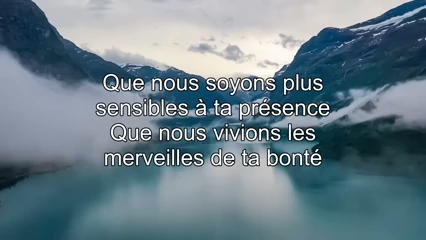 Que nous soyons plus
sensibles à ta présence
Que nous vivions les
merveilles de ta bonté